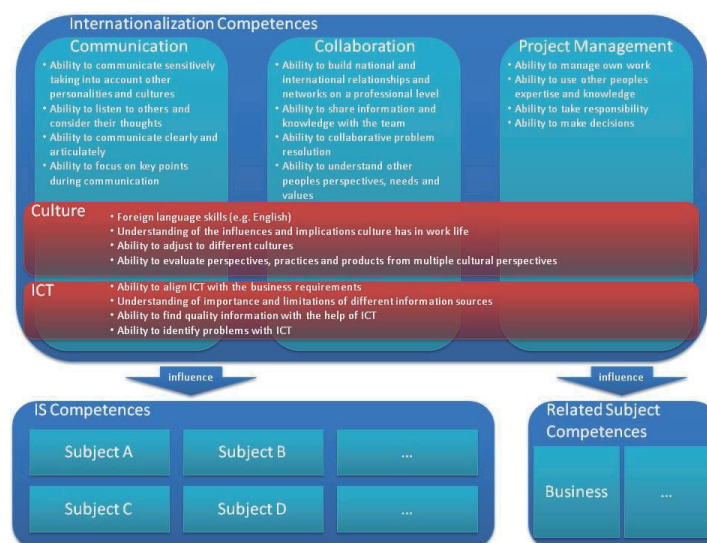 Internationalization Competences
Communication
• Ability to communicate sensitively
taking into account other
personalities and cultures
• Ability to listen to others and
consider their thoughts
• Ability to communicate clearly and
articulately
• Ability to focus on key points
during communication
Collaboration
• Ability to build national and
international relationships and
networks on a professional level
• Ability to share information and
knowledge with the team
• Ability to collaborative problem
resolution
• Ability to understand other
peoples perspectives, needs and
values
Project Management
• Ability to manage own work
• Ability to use other peoples
expertise and knowledge
• Ability to take responsibility
• Ability to make decisions
Culture
• Foreign language skills (e.g. English)
• Understanding of the influences and implications culture has in work life
• Ability to adjust to different cultures
• Ability to evaluate perspectives, practices and products from multiple cultural perspectives
ICT
• Ability to align ICT with the business requirements
• Understanding of importance and limitations of different information sources
• Ability to find quality information with the help of ICT
• Ability to identify problems with ICT
influence
influence
IS Competences
Subject A
Subject B
...
Subject C
Subject D
...
Related Subject
Competences
Business
...